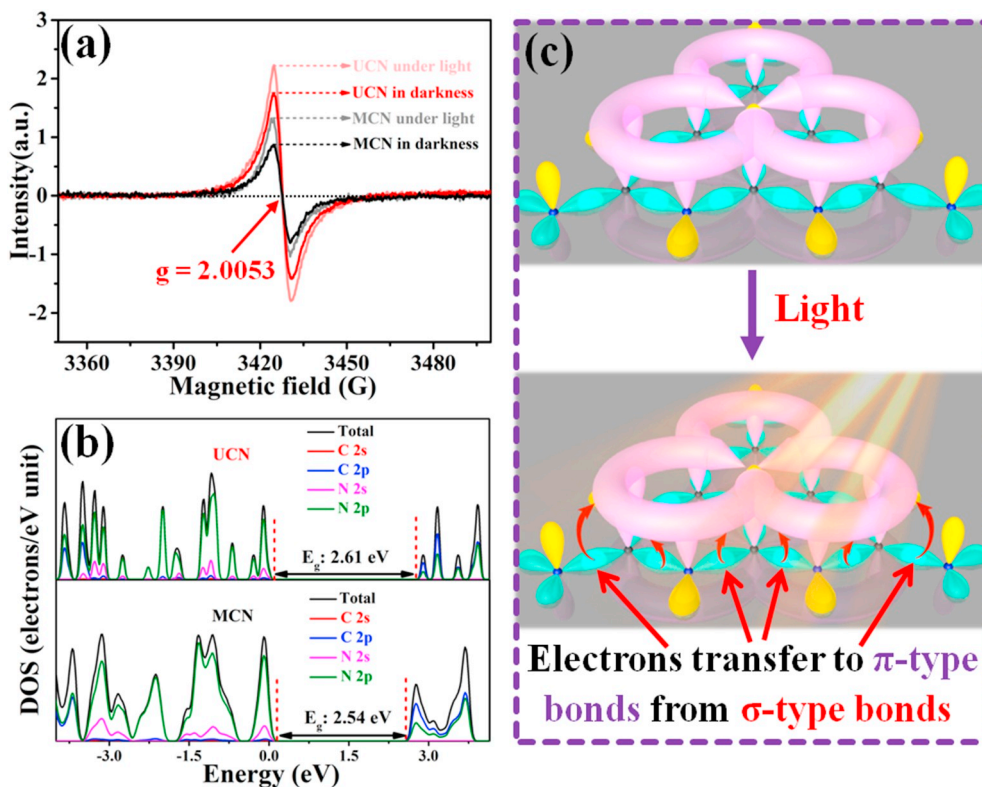 (a)
3
2
1
0
-1
-2
Intensity(a.u.)
UCN under light
UCN in darkness
MCN under light
MCN in darkness
g = 2.0053
3360
3390
3420
3450
3480
Magnetic field (G)
(b)
DOS (electrons/eV unit)
UCN
Total
C 2s
C 2p
N 2s
N 2p
Eg: 2.61 eV
MCN
Total
C 2s
C 2p
N 2s
N 2p
Eg: 2.54 eV
-3.0
-1.5
0.0
1.5
3.0
Energy (eV)
(c)
Light
Electrons transfer to π-type
bonds from σ-type bonds